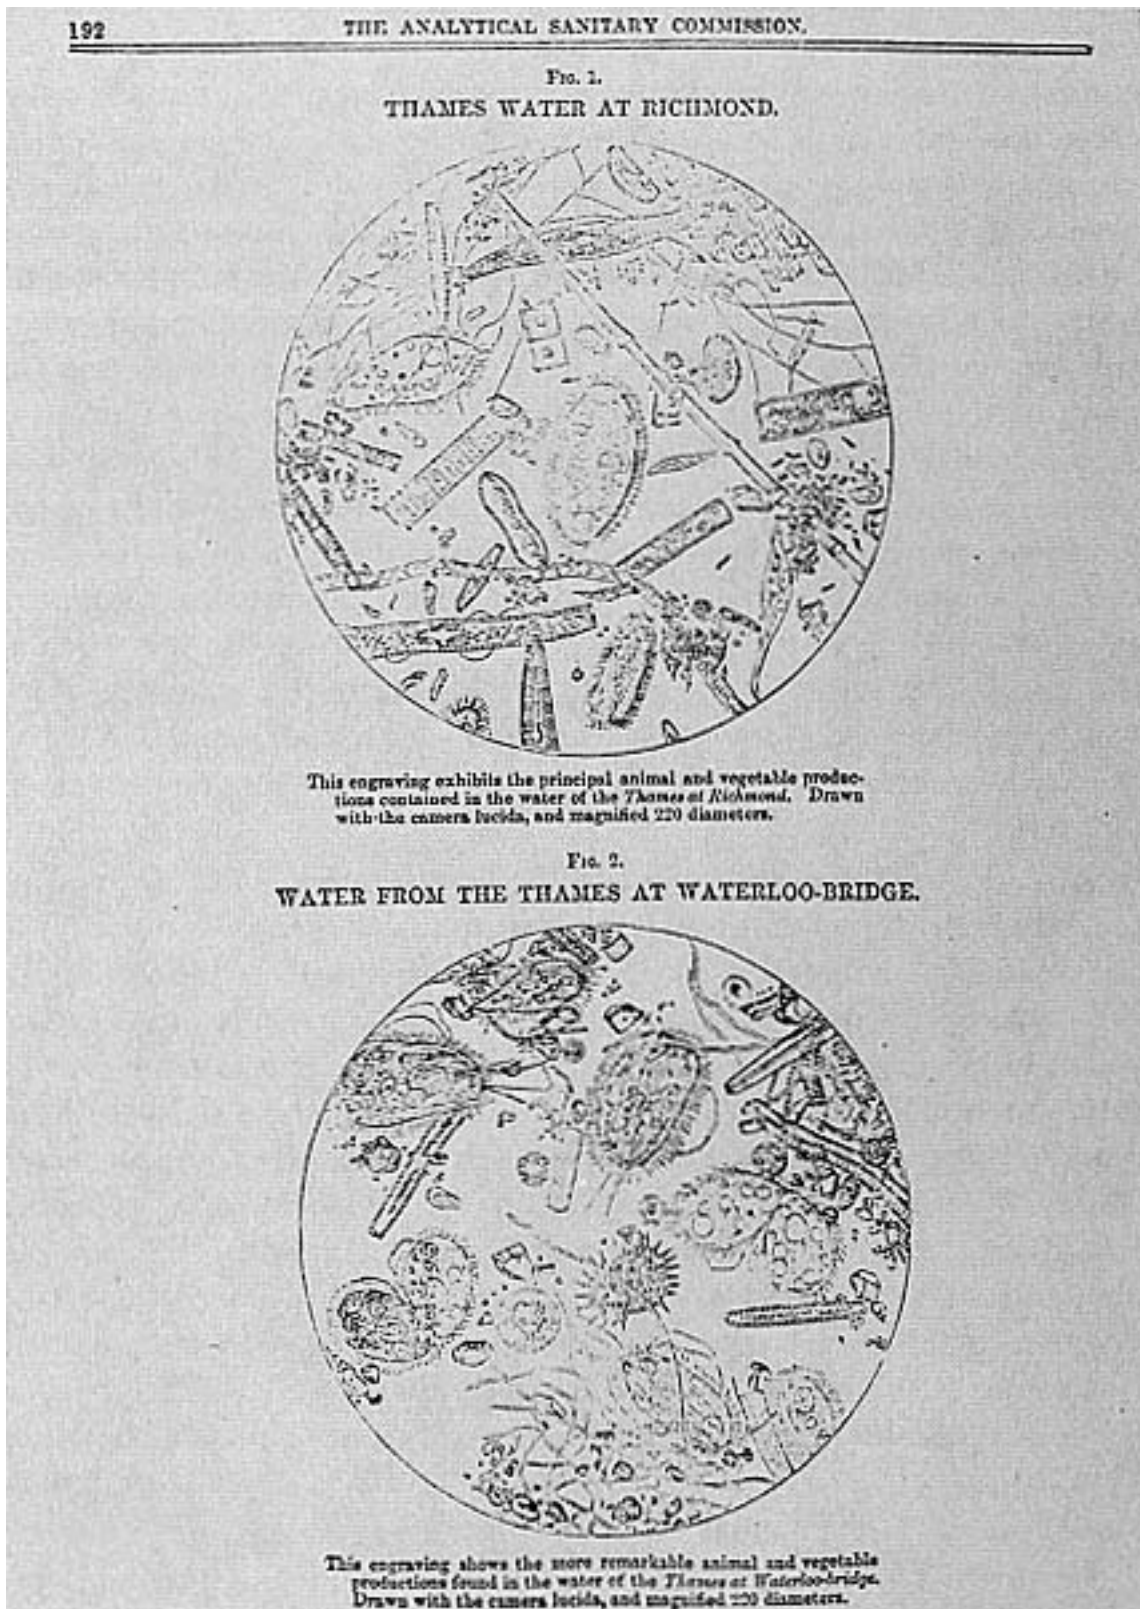 192
THE ANALYTICAL SANITARY COMMISSION.
FIG. 1.
THAMES WATER AT RICHMOND.
This engraving exhibits the principal animal and vegetable produc-
tions contained in the water of the Thames at Richmond. Drawn
with the camera lucida, and magnified 220 diameters.
FIG. 2.
WATER FROM THE THAMES AT WATERLOO-BRIDGE.
This engraving shows the more remarkable animal and vegetable
productions found in the water of the Thames at Waterloo-bridge.
Drawn with the camera lucida, and magnified 220 diameters.